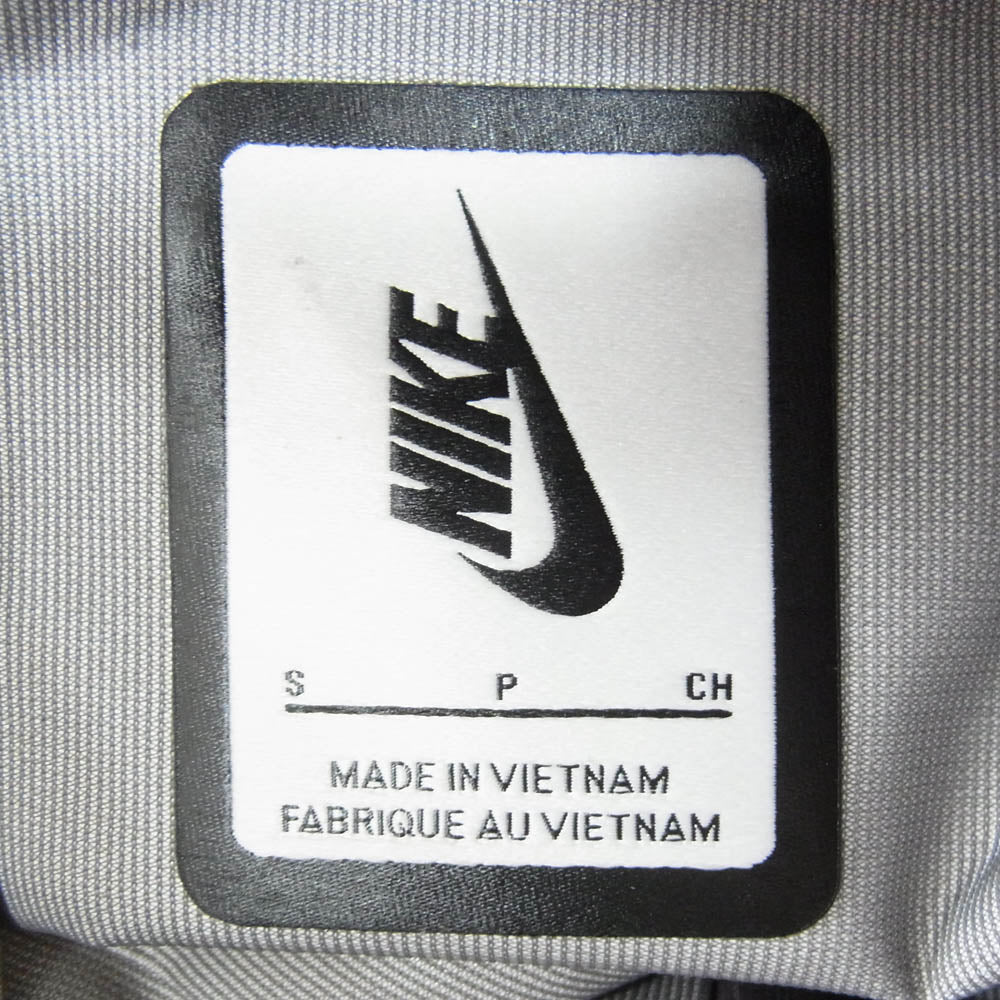 NIKE
S P CH
MADE IN VIETNAM
FABRIQUE AU VIETNAM